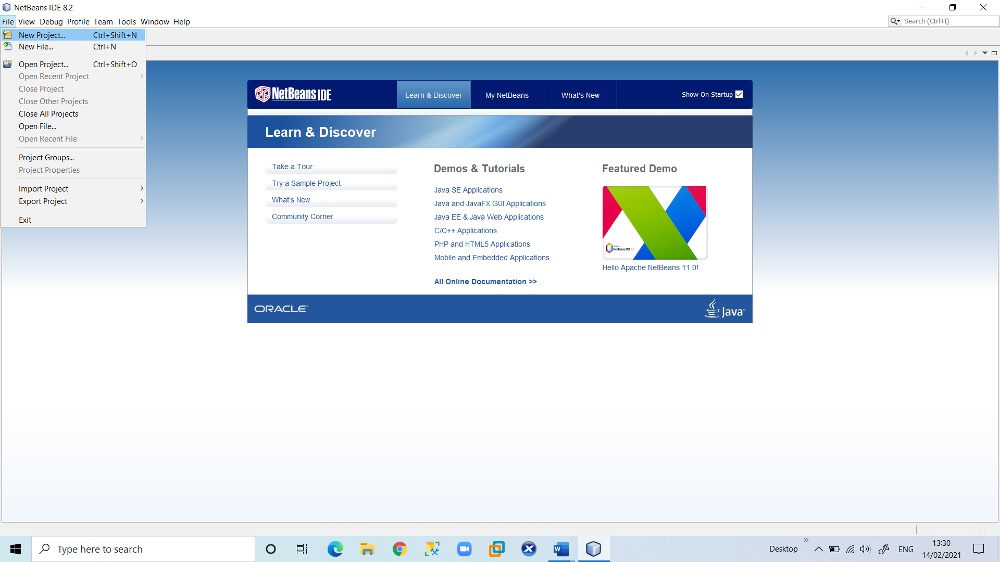 NetBeans IDE 8.2
File View Debug Profile Team Tools Window Help
Search (Ctrl+I)
New Project... Ctrl+Shift+N
New File... Ctrl+N
Open Project... Ctrl+Shift+O
Open Recent Project
Close Project
Close Other Projects
Close All Projects
Open File...
Open Recent File
Project Groups...
Project Properties
Import Project
Export Project
Exit
NetBeans IDE
Learn & Discover
My NetBeans
What's New
Show On Startup
Learn & Discover
Take a Tour
Try a Sample Project
What's New
Community Corner
Demos & Tutorials
Java SE Applications
Java and JavaFX GUI Applications
Java EE & Java Web Applications
C/C++ Applications
PHP and HTML5 Applications
Mobile and Embedded Applications
All Online Documentation >>
Featured Demo
Apache
NetBeans IDE
Hello Apache NetBeans 11.0!
ORACLE
Java
Type here to search
Desktop
ENG
13:30
14/02/2021